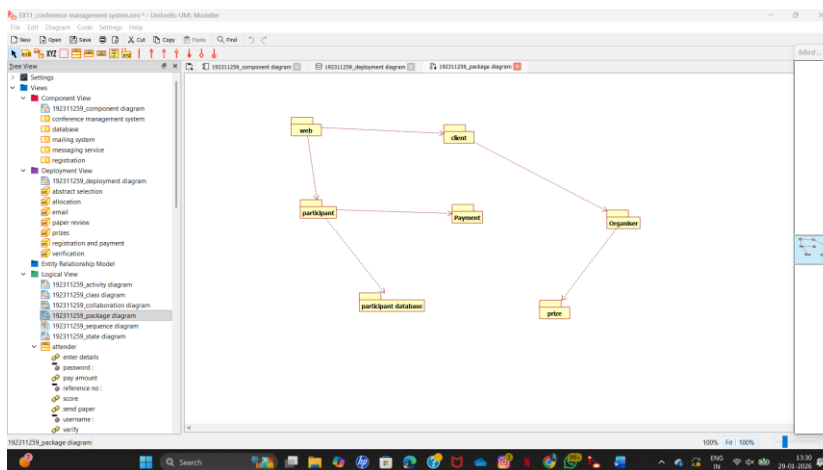 EX11_conference management system.xmi * - Umbrello UML Modeller
File Edit Diagram Code Settings Help
New Open Save Cut Copy Paste Find
XYZ
Tree View
192311259_component diagram 192311259_deployment diagram 192311259_package diagram
Settings
Views
Component View
192311259_component diagram
conference management system
database
mailing system
messaging service
registration
Deployment View
192311259_deployment diagram
abstract selection
allocation
email
paper review
prizes
registration and payment
verification
Entity Relationship Model
Logical View
192311259_activity diagram
192311259_class diagram
192311259_collaboration diagram
192311259_package diagram
192311259_sequence diagram
192311259_state diagram
attender
enter details
password :
pay amount
reference no :
score
send paper
username :
verify
web
client
participant
Payment
Organiker
participant database
prize
192311259_package diagram
100% Fit 100%
Search
99+
ENG
IN
13:30
29-01-2026